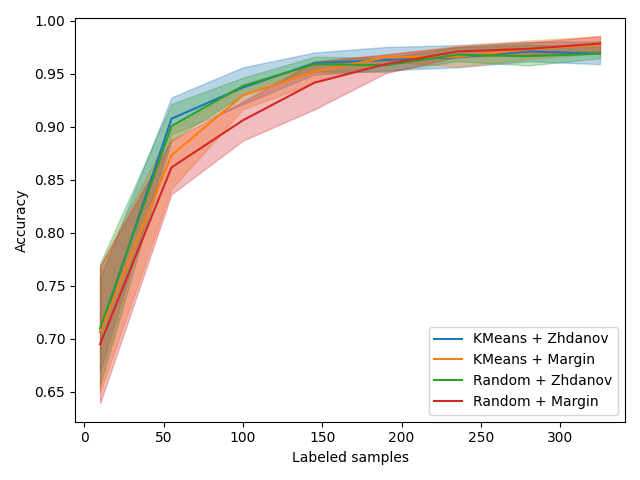 1.00
0.95
0.90
0.85
0.80
0.75
0.70
0.65
Accuracy
0
50
100
150
200
250
300
Labeled samples
KMeans + Zhdanov
KMeans + Margin
Random + Zhdanov
Random + Margin